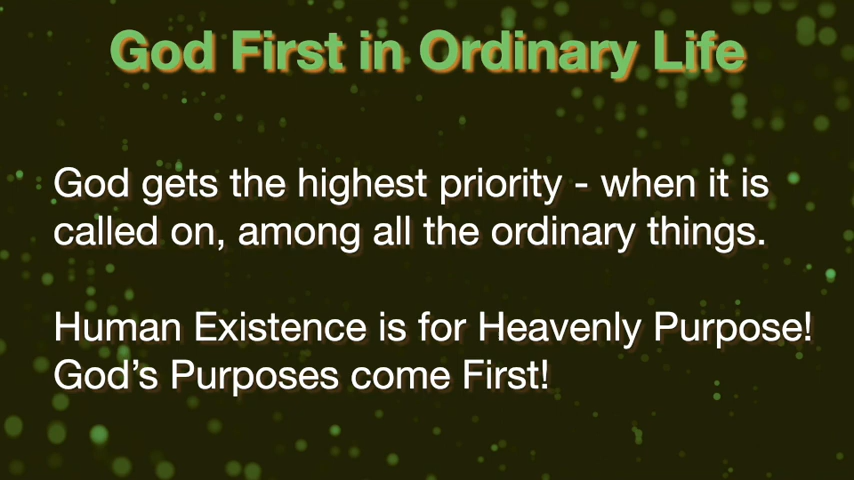 God First in Ordinary Life
God gets the highest priority - when it is
called on, among all the ordinary things.
Human Existence is for Heavenly Purpose!
God’s Purposes come First!